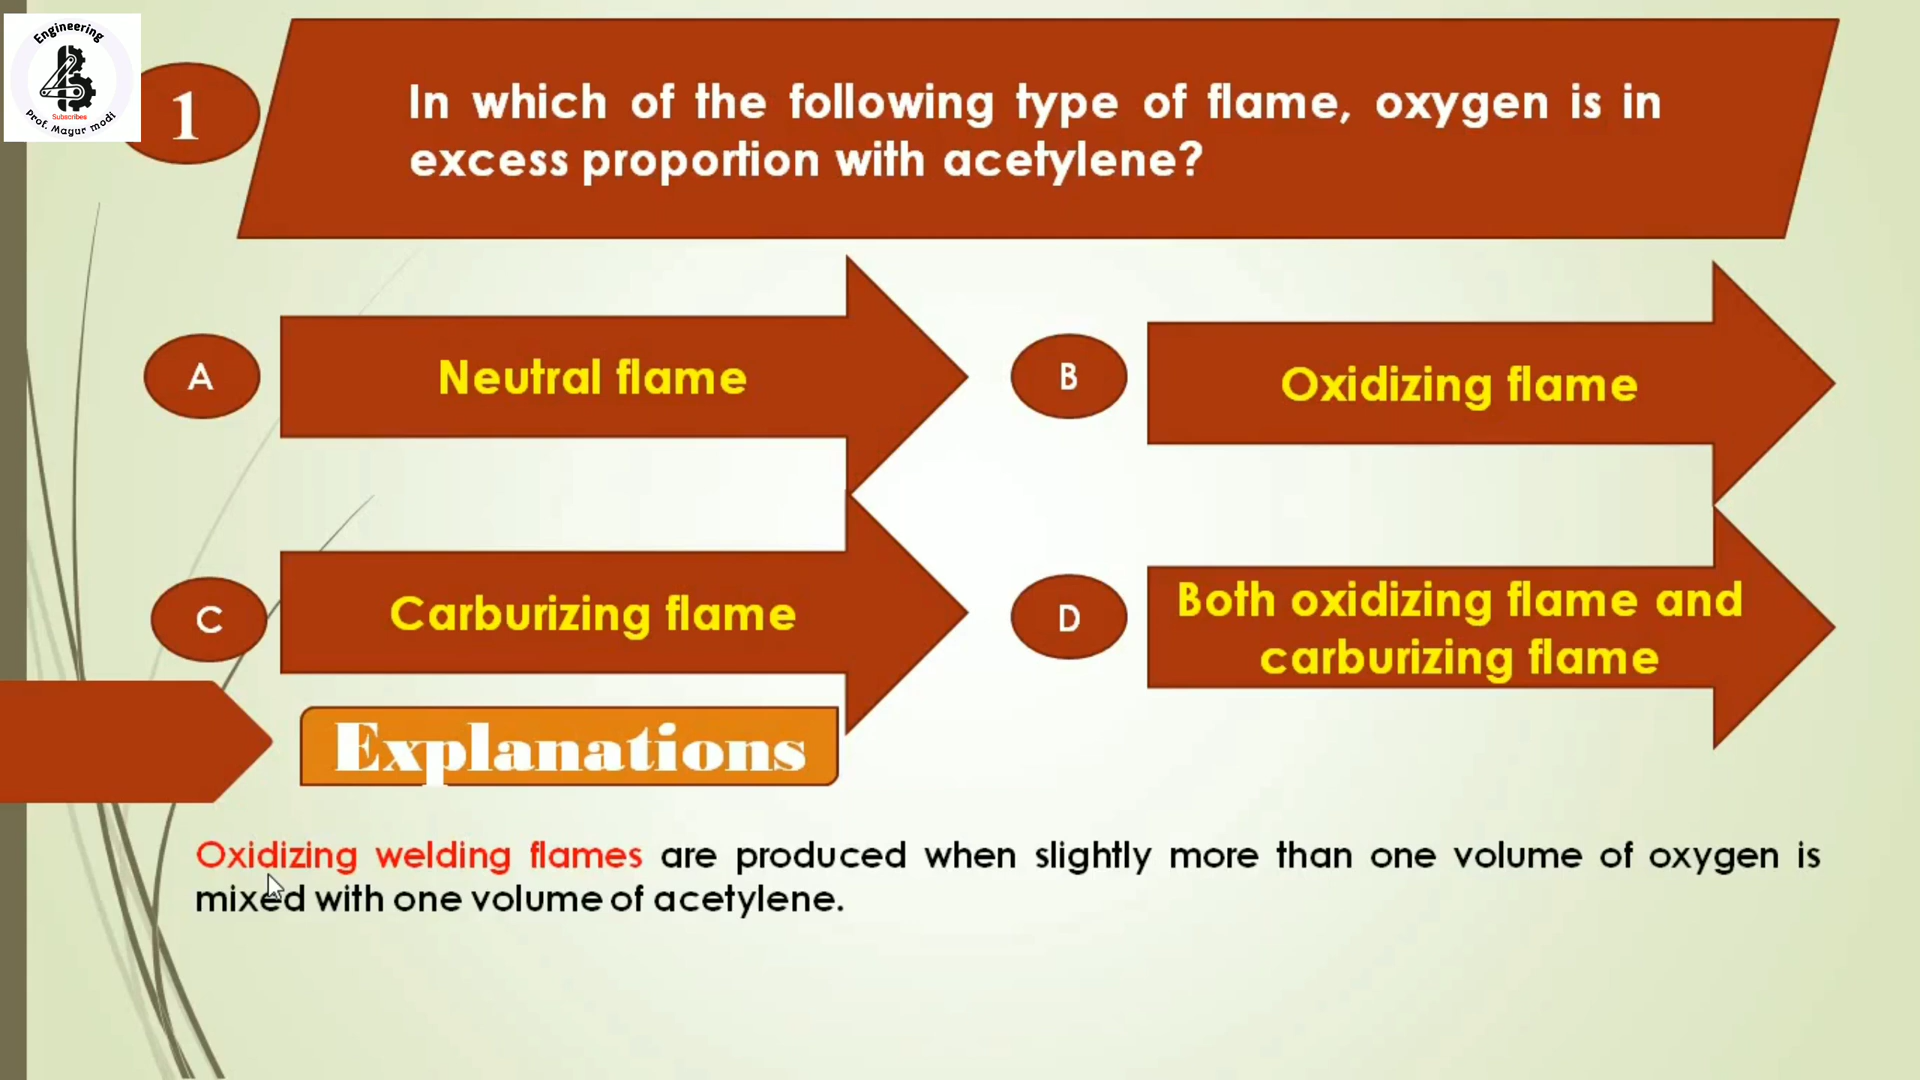 Engineering
Subscribes
Prof. Mayur modi
1
In which of the following type of flame, oxygen is in
excess proportion with acetylene?
A
Neutral flame
B
Oxidizing flame
C
Carburizing flame
D
Both oxidizing flame and
carburizing flame
Explanations
Oxidizing welding flames are produced when slightly more than one volume of oxygen is
mixed with one volume of acetylene.